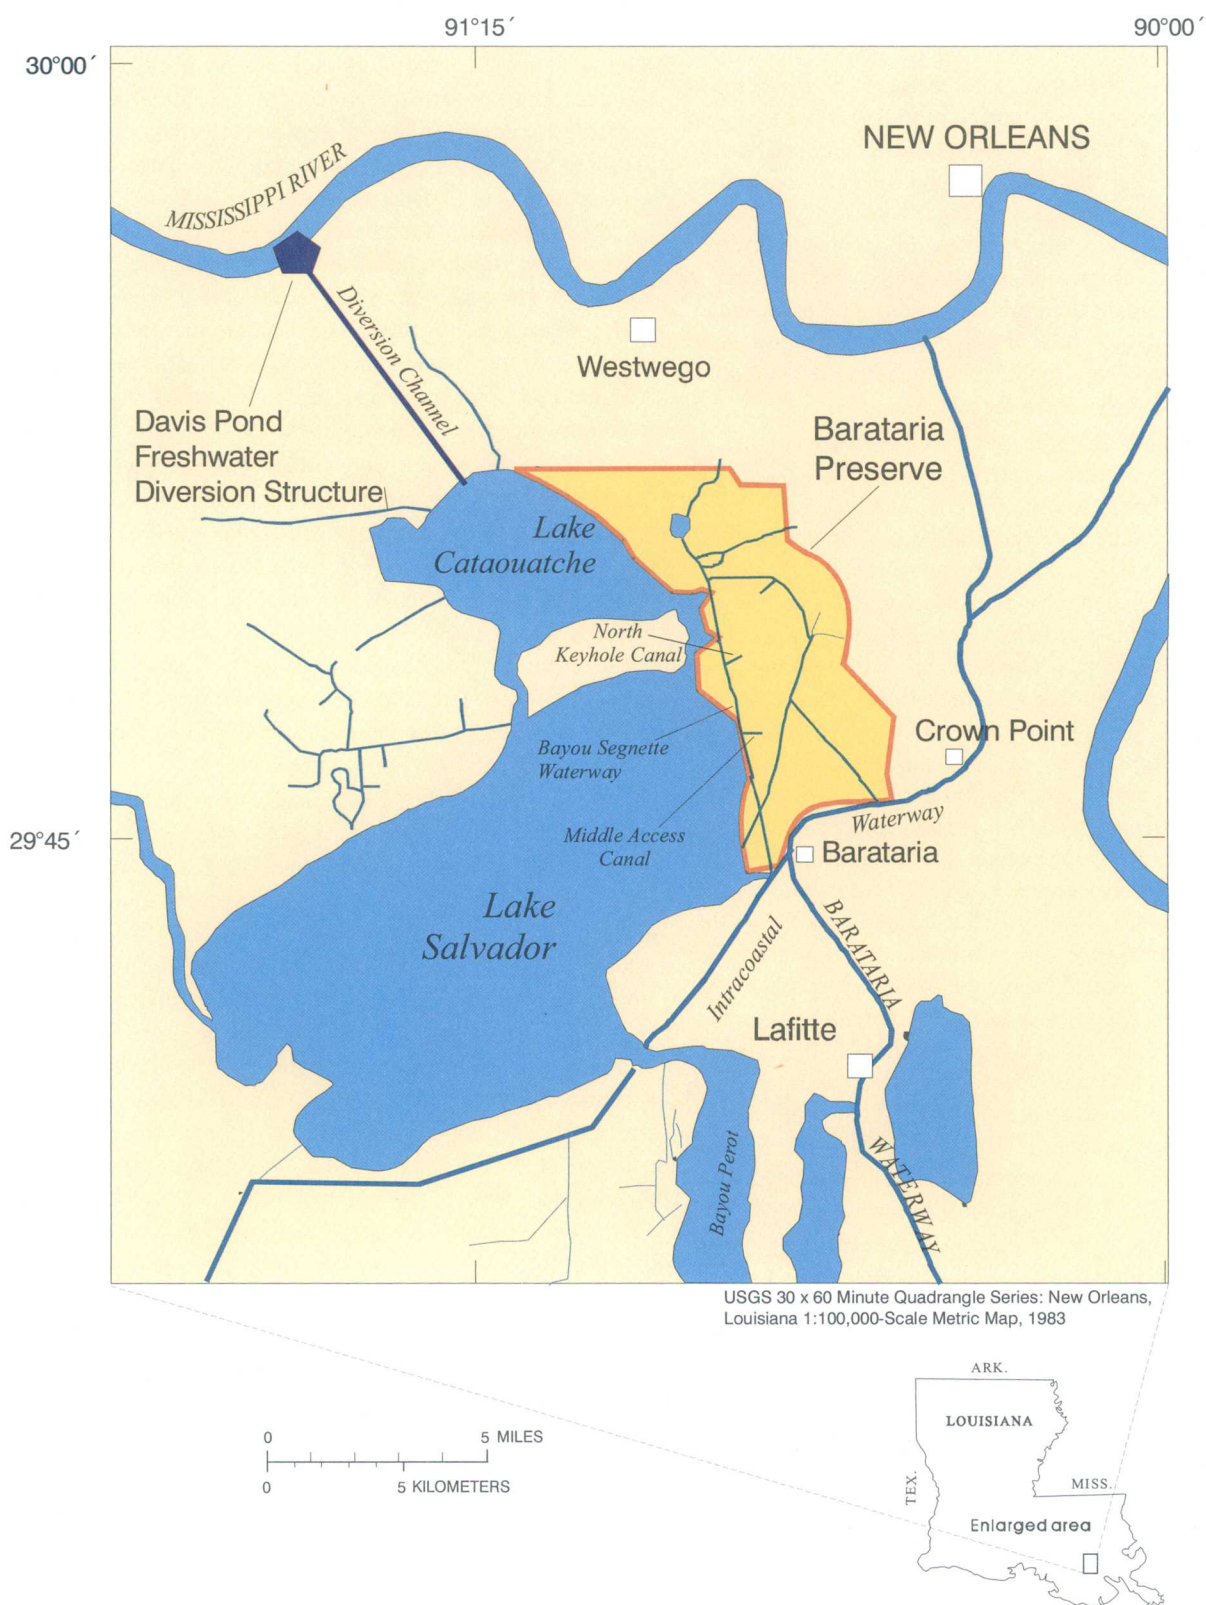 91°15´
90°00´
30°00´
NEW ORLEANS
MISSISSIPPI RIVER
Diversion Channel
Westwego
Davis Pond
Freshwater
Diversion Structure
Barataria
Preserve
Lake
Cataouatche
North
Keyhole Canal
Crown Point
Bayou Segnette
Waterway
29°45´
Middle Access
Canal
Waterway
Barataria
Lake
Salvador
Intracoastal
BARATARIA
Lafitte
Bayou Perot
WATERWAY
USGS 30 x 60 Minute Quadrangle Series: New Orleans,
Louisiana 1:100,000-Scale Metric Map, 1983
ARK.
LOUISIANA
0 5 MILES
0 5 KILOMETERS
TEX.
MISS.
Enlarged area